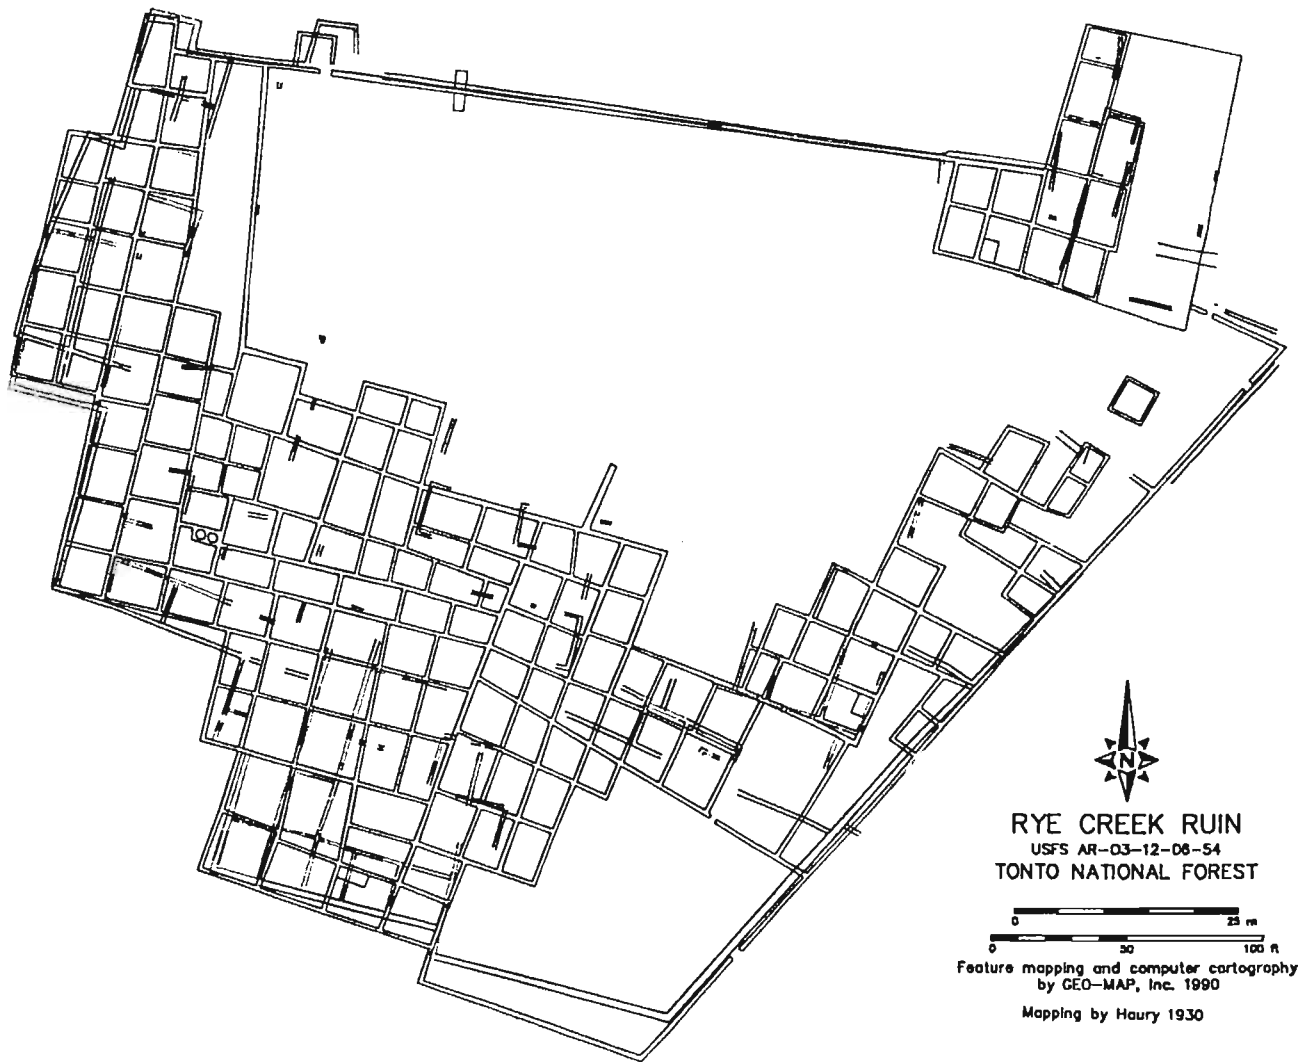 N
RYE CREEK RUIN
USFS AR-03-12-06-54
TONTO NATIONAL FOREST
0 25 m
0 50 100 ft
Feature mapping and computer cartography
by GEO-MAP, Inc. 1990
Mapping by Haury 1930